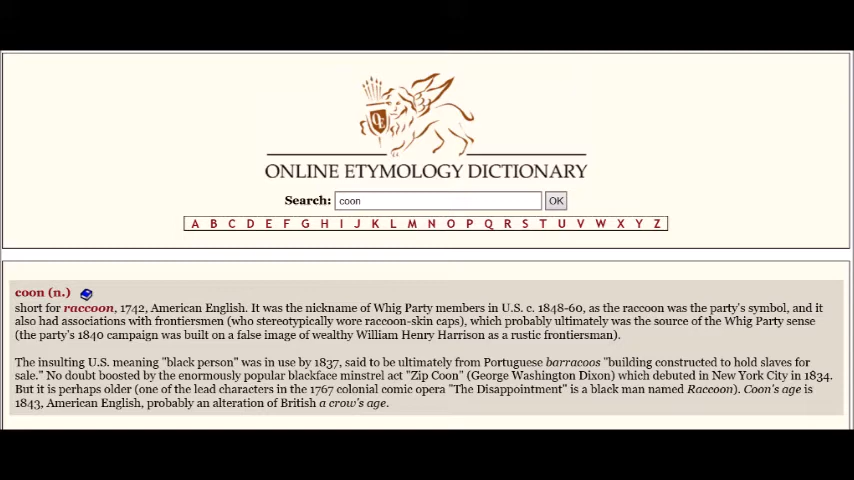 OE
ONLINE ETYMOLOGY DICTIONARY
Search: coon OK
A B C D E F G H I J K L M N O P Q R S T U V W X Y Z
coon (n.)
short for raccoon, 1742, American English. It was the nickname of Whig Party members in U.S. c. 1848-60, as the raccoon was the party's symbol, and it
also had associations with frontiersmen (who stereotypically wore raccoon-skin caps), which probably ultimately was the source of the Whig Party sense
(the party's 1840 campaign was built on a false image of wealthy William Henry Harrison as a rustic frontiersman).
The insulting U.S. meaning "black person" was in use by 1837, said to be ultimately from Portuguese barracoos "building constructed to hold slaves for
sale." No doubt boosted by the enormously popular blackface minstrel act "Zip Coon" (George Washington Dixon) which debuted in New York City in 1834.
But it is perhaps older (one of the lead characters in the 1767 colonial comic opera "The Disappointment" is a black man named Raccoon). Coon's age is
1843, American English, probably an alteration of British a crow's age.